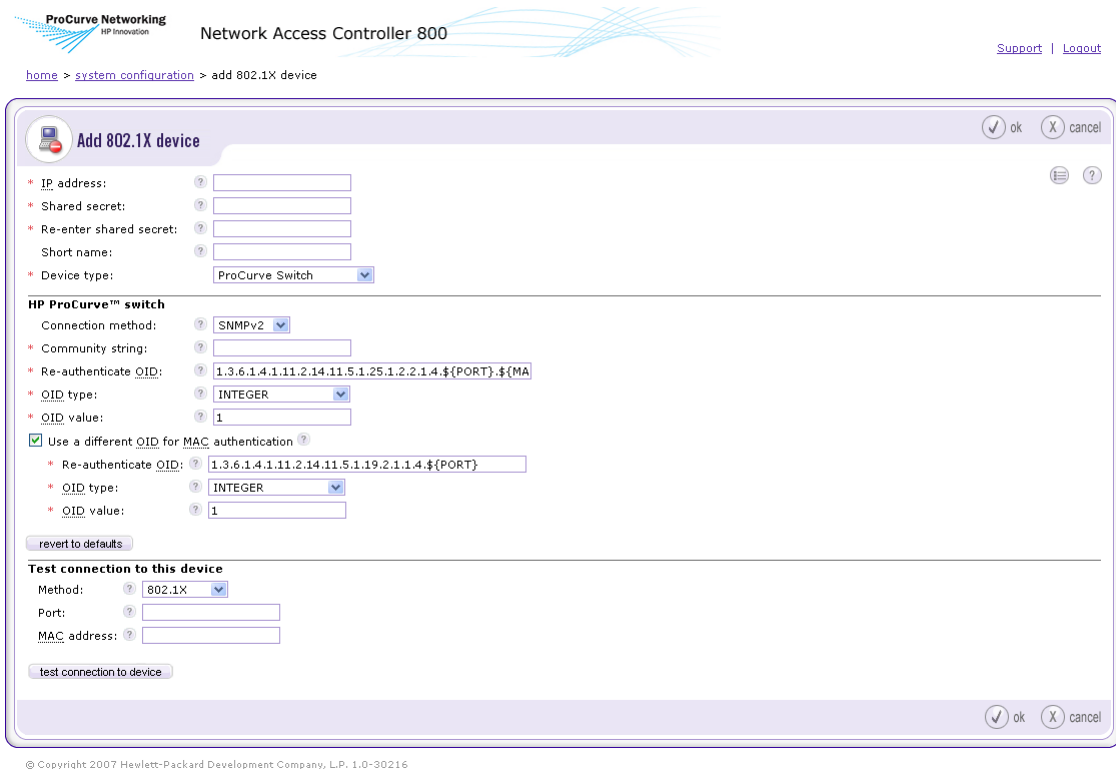 ProCurve Networking
HP Innovation
Network Access Controller 800
Support | Logout
home > system configuration > add 802.1X device
Add 802.1X device
ok
cancel
* IP address: ?
* Shared secret: ?
* Re-enter shared secret: ?
Short name: ?
* Device type: ? ProCurve Switch
?
HP ProCurve™ switch
Connection method: ? SNMPv2
* Community string: ?
* Re-authenticate OID: ? 1.3.6.1.4.1.11.2.14.11.5.1.25.1.2.2.1.4.${PORT}.${MA
* OID type: ? INTEGER
* OID value: ? 1
Use a different OID for MAC authentication ?
* Re-authenticate OID: ? 1.3.6.1.4.1.11.2.14.11.5.1.19.2.1.1.4.${PORT}
* OID type: ? INTEGER
* OID value: ? 1
revert to defaults
Test connection to this device
Method: ? 802.1X
Port: ?
MAC address: ?
test connection to device
ok
X cancel
© Copyright 2007 Hewlett-Packard Development Company, L.P. 1.0-30216